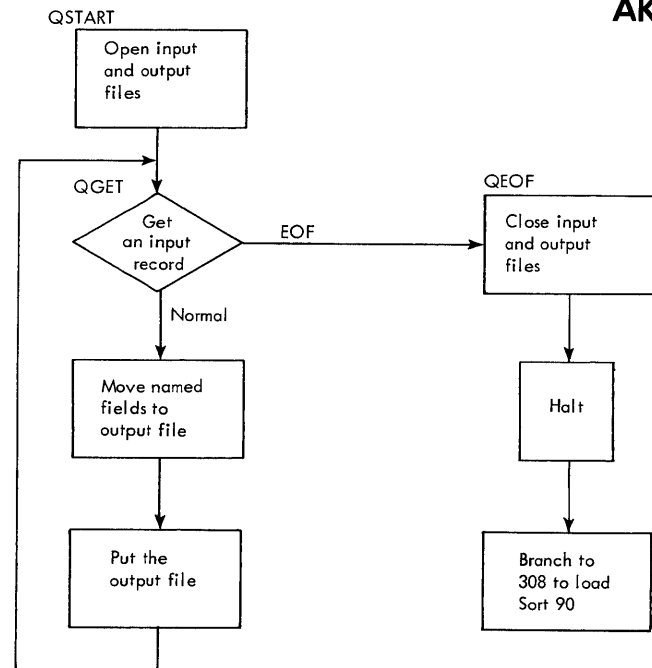 AK
QSTART
Open input
and output
files
QGET
Get
an input
record
EOF
Normal
Move named
fields to
output file
Put the
output file
QEOF
Close input
and output
files
Halt
Branch to
308 to load
Sort 90